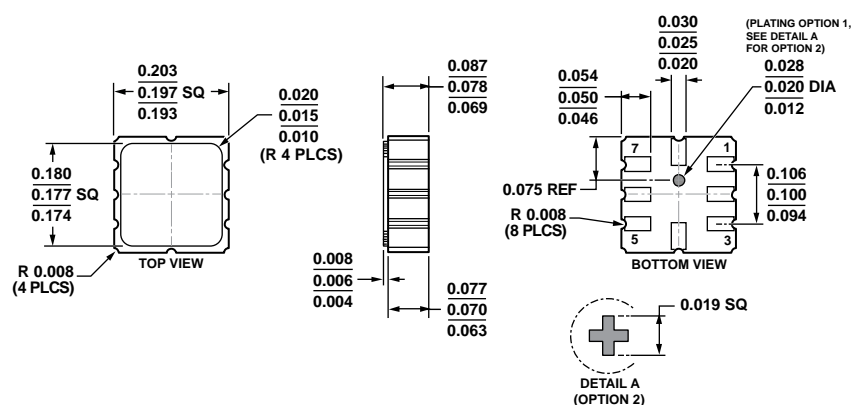 0.203
0.197 SQ
0.193
0.020
0.015
0.010
(R 4 PLCS)
0.180
0.177 SQ
0.174
R 0.008
(4 PLCS)
TOP VIEW
0.087
0.078
0.069
0.008
0.006
0.004
0.077
0.070
0.063
0.030
0.025
0.020
(PLATING OPTION 1,
SEE DETAIL A
FOR OPTION 2)
0.054
0.050
0.046
0.028
0.020 DIA
0.012
7
1
0.075 REF
0.106
0.100
0.094
R 0.008
(8 PLCS)
5
3
BOTTOM VIEW
0.019 SQ
DETAIL A
(OPTION 2)